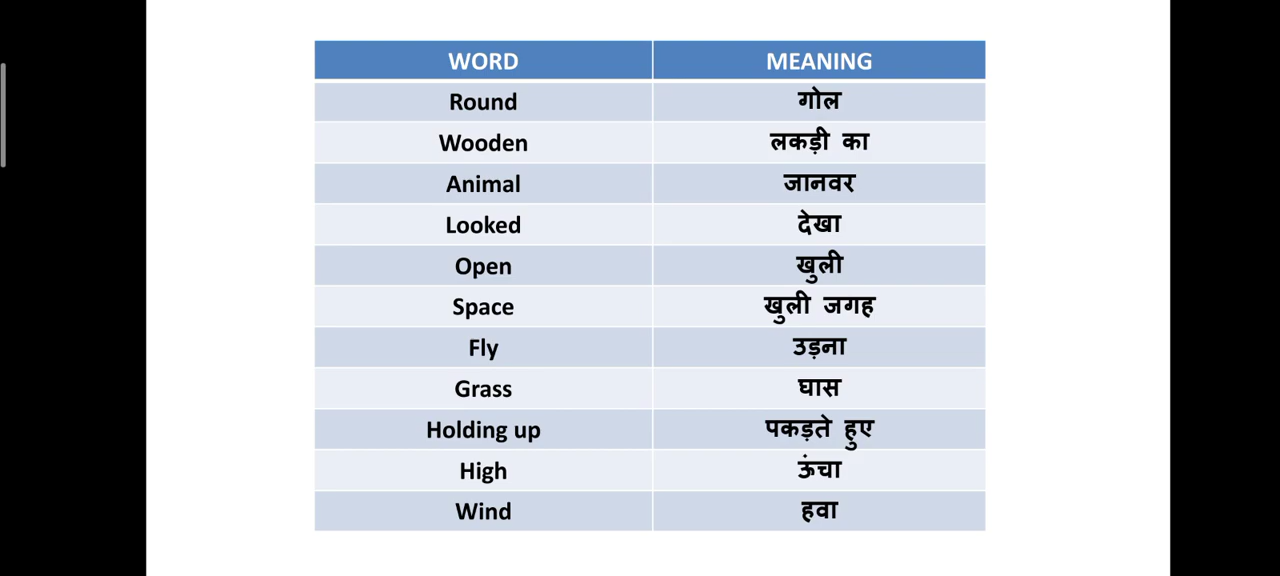 WORD MEANING
Round गोल
Wooden लकड़ी का
Animal जानवर
Looked देखा
Open खुली
Space खुली जगह
Fly उड़ना
Grass घास
Holding up पकड़ते हुए
High ऊंचा
Wind हवा